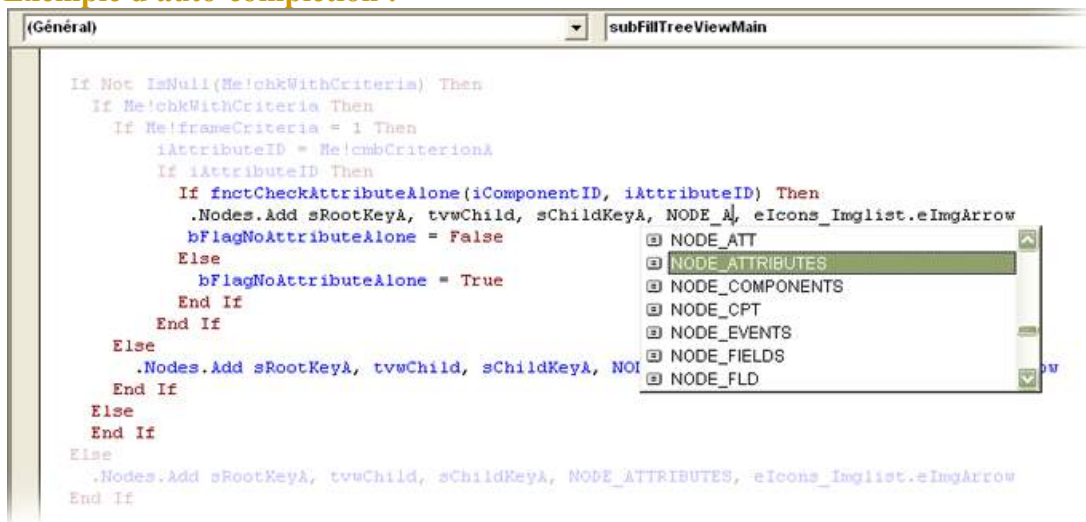 Exemple d'auto-complétion :
(Général) subFillTreeViewMain
If Not IsNull(Me!chkWithCriteria) Then
If Me!chkWithCriteria Then
If Me!frameCriteria = 1 Then
iAttributeID = Me!cmbCriterionA
If iAttributeID Then
If fnctCheckAttributeAlone(iComponentID, iAttributeID) Then
.Nodes.Add sRootKeyA, tvwChild, sChildKeyA, NODE_A, eIcons_Imglist.eImgArrow
bFlagNoAttributeAlone = False
NODE_ATT
Else
NODE_ATTRIBUTES
bFlagNoAttributeAlone = True
NODE_COMPONENTS
End If
NODE_CPT
End If
NODE_EVENTS
Else
NODE_FIELDS
.Nodes.Add sRootKeyA, tvwChild, sChildKeyA,
NODE_FLD
End If
Else
End If
Else
.Nodes.Add sRootKeyA, tvwChild, sChildKeyA, NODE_ATTRIBUTES, eIcons_Imglist.eImgArrow
End If